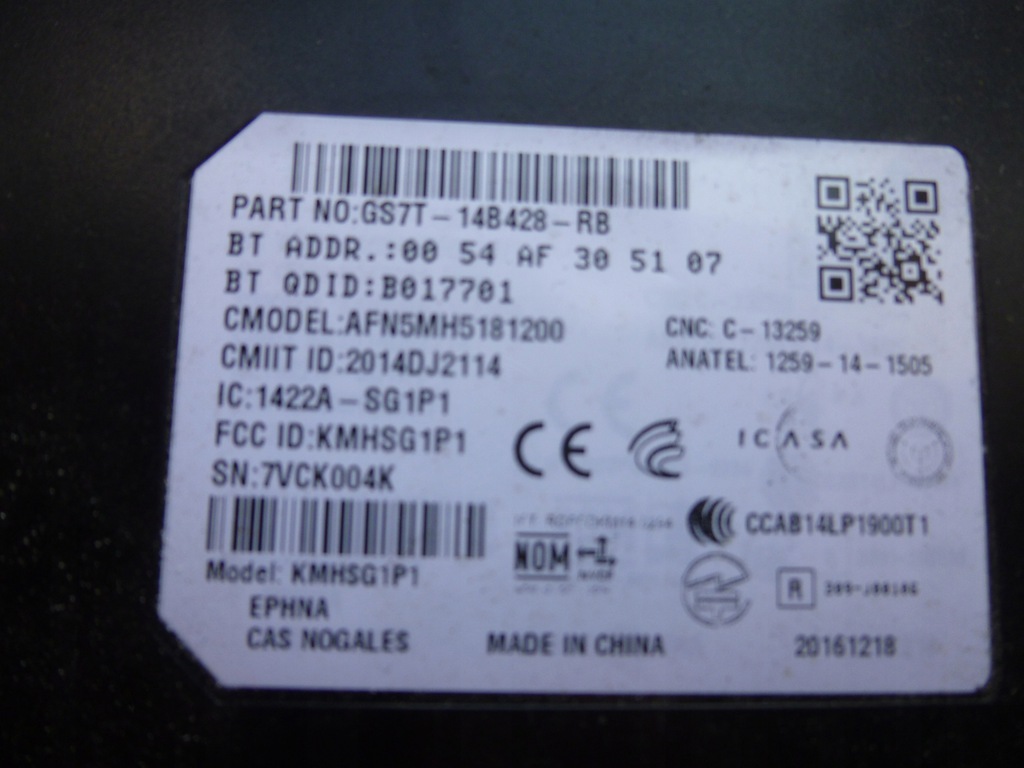 PART NO:GS7T-14B428-RB
BT ADDR.:00 54 AF 30 51 07
BT QDID:B017701
CMODEL:AFN5MH5181200
CNC: C-13259
CMIIT ID:2014DJ2114
ANATEL: 1259-14-1505
IC:1422A-SG1P1
FCC ID:KMHSG1P1
CE
ICASA
SN:7VCK004K
CCAB14LP1900T1
NOM
Model: KMHSG1P1
R
EPHNA
CAS NOGALES
MADE IN CHINA
20161218